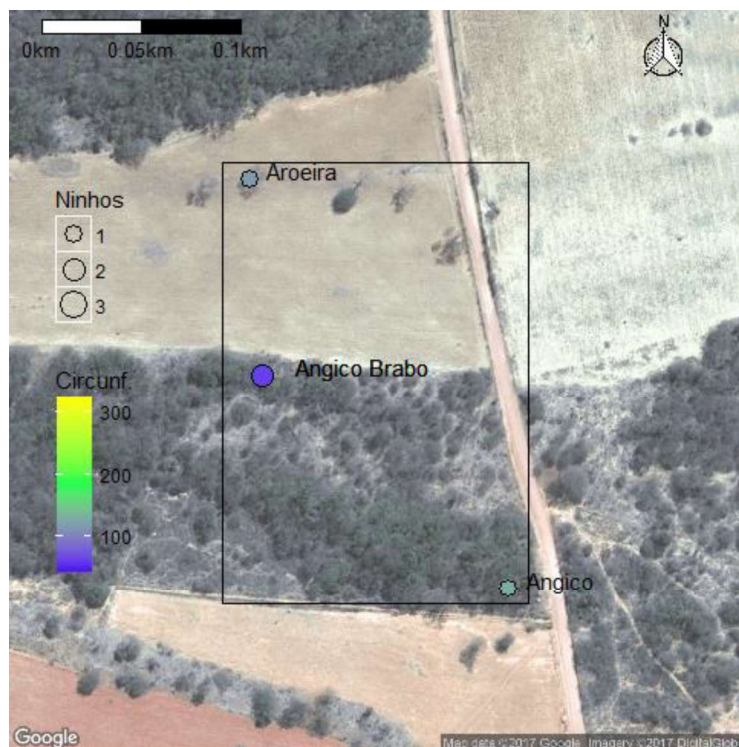 N
0km 0.05km 0.1km
Aroeira
Ninhos
1
2
3
Angico Brabo
Circunf.
300
200
100
Angico
Google
Map data ©2017 Google, Imagery ©2017 DigitalGlob